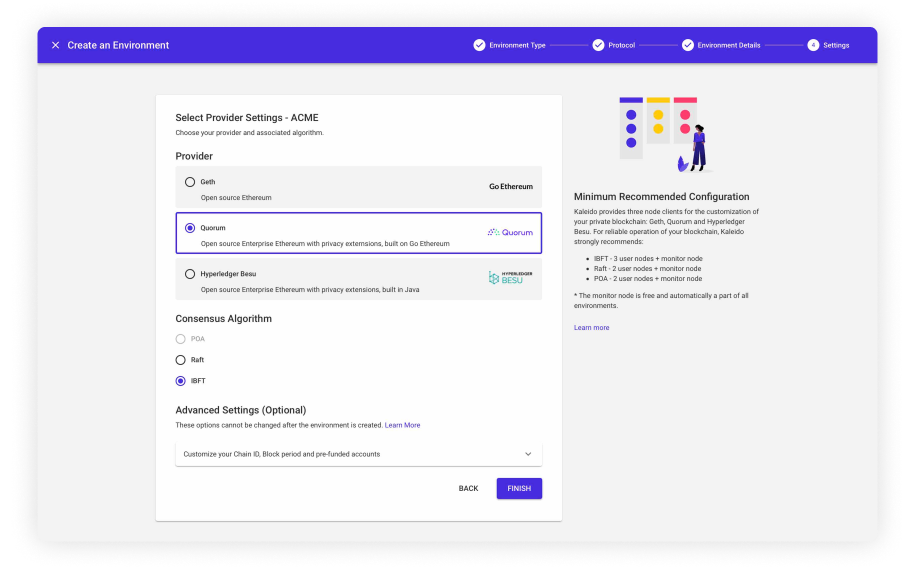 Create an Environment
Environment Type
Protocol
Environment Details
4 Settings
Select Provider Settings - ACME
Choose your provider and associated algorithm.
Provider
Geth
Open source Ethereum
Go Ethereum
Quorum
Open source Enterprise Ethereum with privacy extemsions, built on Go Ethereum
Quorum
Hyperledger Besu
Open source Enterprise Ethereum with privacy extensions, built in Java
HYPERLEDGER
BESU
Consensus Algorithm
POA
Raft
IBFT
Advanced Settings (Optional)
These options cannot be changed after the environment is created. Learn More
Customize your Chain ID, Block period and pre-funded accounts
BACK
FINISH
Minimum Recommended Configuration
Kaleido provides three node clients for the customization of
your private blockchain: Geth, Quorum and Hyperledger
Besu. For reliable operation of your blockchain, Kaleido
strongly recommends:
• IBFT - 3 user nodes + monitor node
• Raft - 2 user nodes + monitor node
• POA - 2 user nodes + monitor node
* The monitor node is free and automatically a part of all
environments.
Learn more